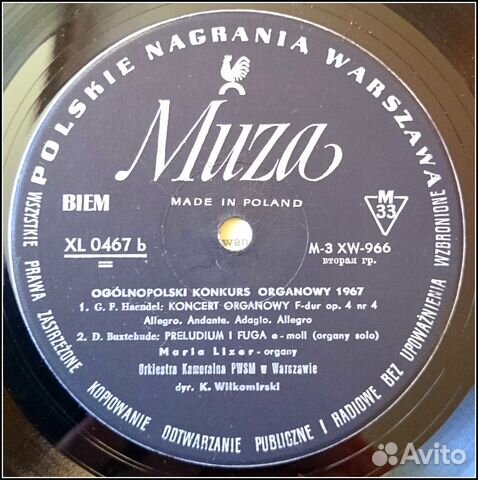 POLSKIE NAGRANIA WARSZAWA
Muza
MADE IN POLAND
BIEM
M
33
XL 0467 b
M-3 XW-966
вторая гр.
OGÓLNOPOLSKI KONKURS ORGANOWY 1967
1. G. F. Haendel: KONCERT ORGANOWY F-dur op. 4 nr 4
Allegro. Andante. Adagio. Allegro
2. D. Buxtehude: PRELUDIUM I FUGA e-moll (organy solo)
Maria Lizer-organy
Orkiestra Kameralna PWSM w Warszawie
dyr. K. Wiłkomirski
WSZYSTKIE PRAWA ZASTRZEŻONE KOPIOWANIE ODTWARZANIE PUBLICZNE I RADIOWE BEZ UPOWAŻNIENIA WZBRONIONE
Avito